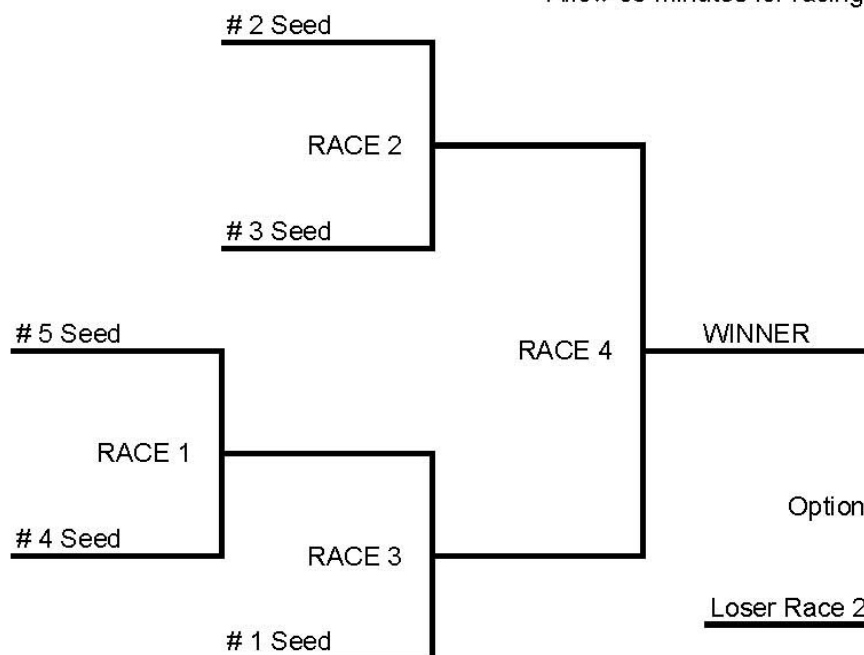 # 2 Seed
RACE 2
# 3 Seed
# 5 Seed
RACE 4
WINNER
RACE 1
Option
# 4 Seed
RACE 3
Loser Race 2
# 1 Seed